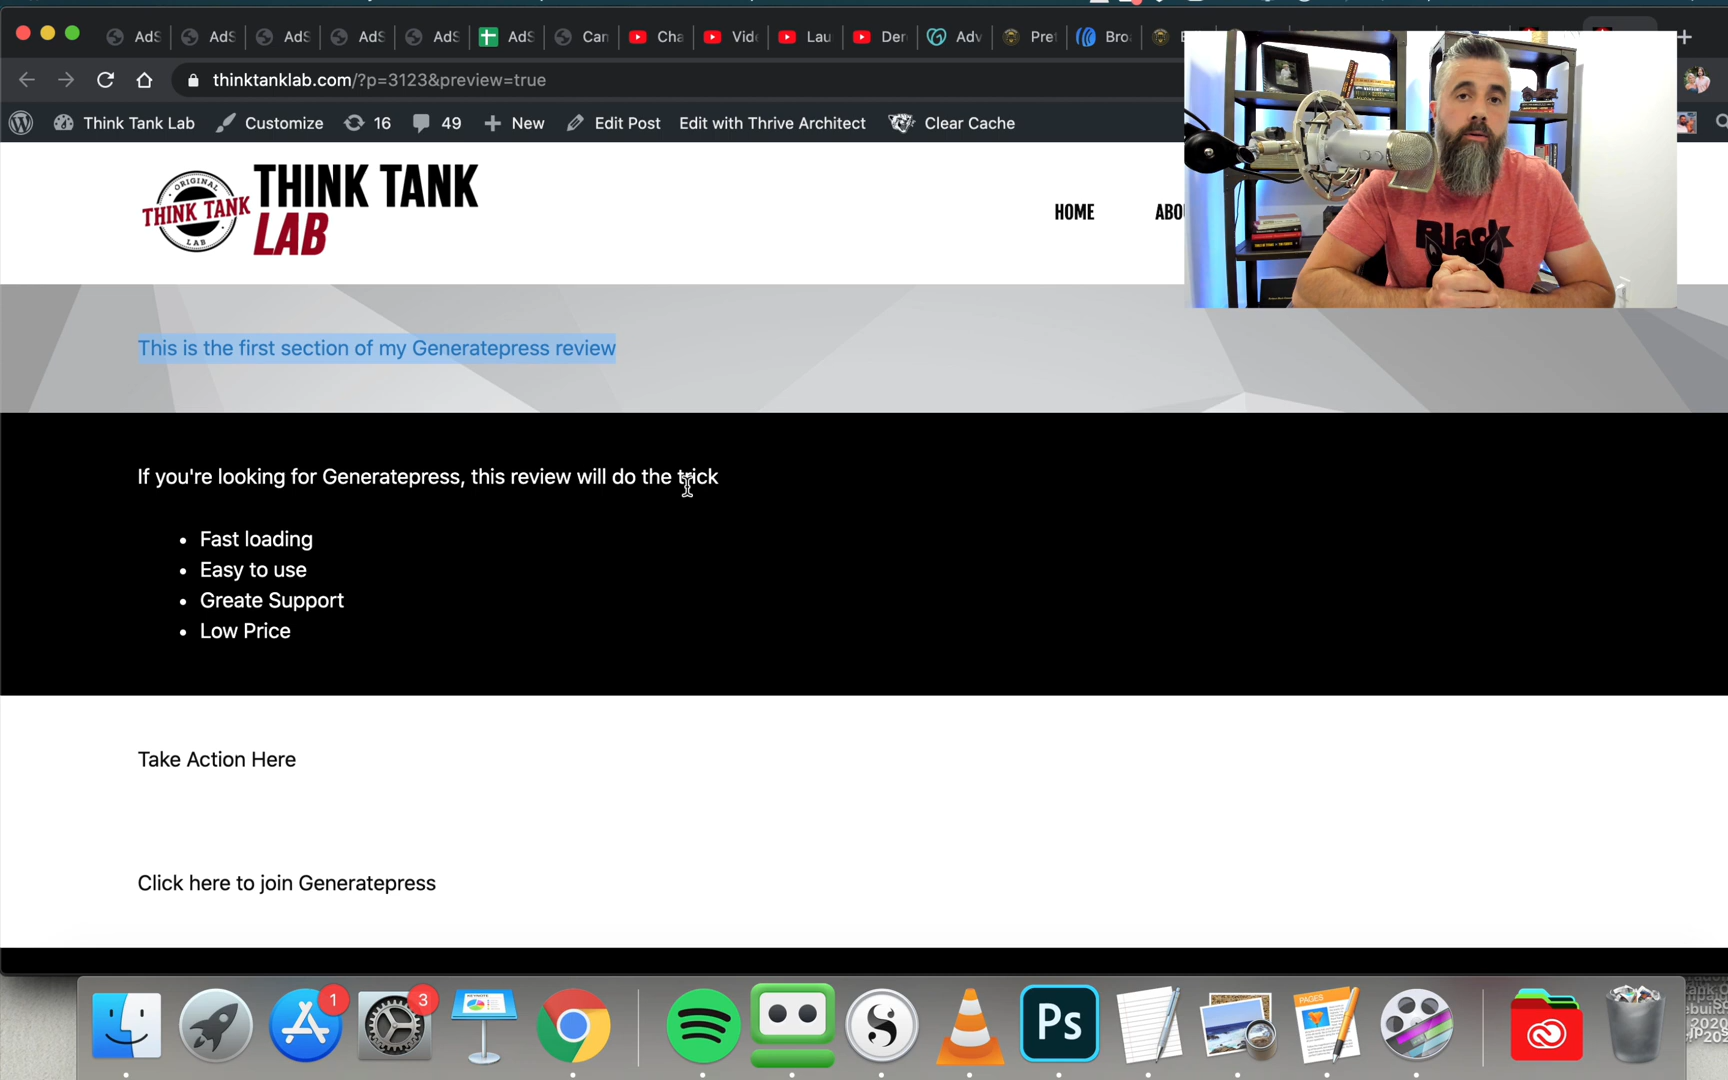 AdS AdS AdS AdS AdS AdS Can Cha Vide Lau Der Adv Pret Bro
thinktanklab.com/?p=3123&preview=true
Think Tank Lab Customize 16 49 New Edit Post Edit with Thrive Architect Clear Cache
ORIGINAL
THINK TANK
LAB
THINK TANK
LAB
HOME ABOU
Black
This is the first section of my Generatepress review
If you're looking for Generatepress, this review will do the trick
• Fast loading
• Easy to use
• Greate Support
• Low Price
Take Action Here
Click here to join Generatepress
1
3
Ps
PAGES